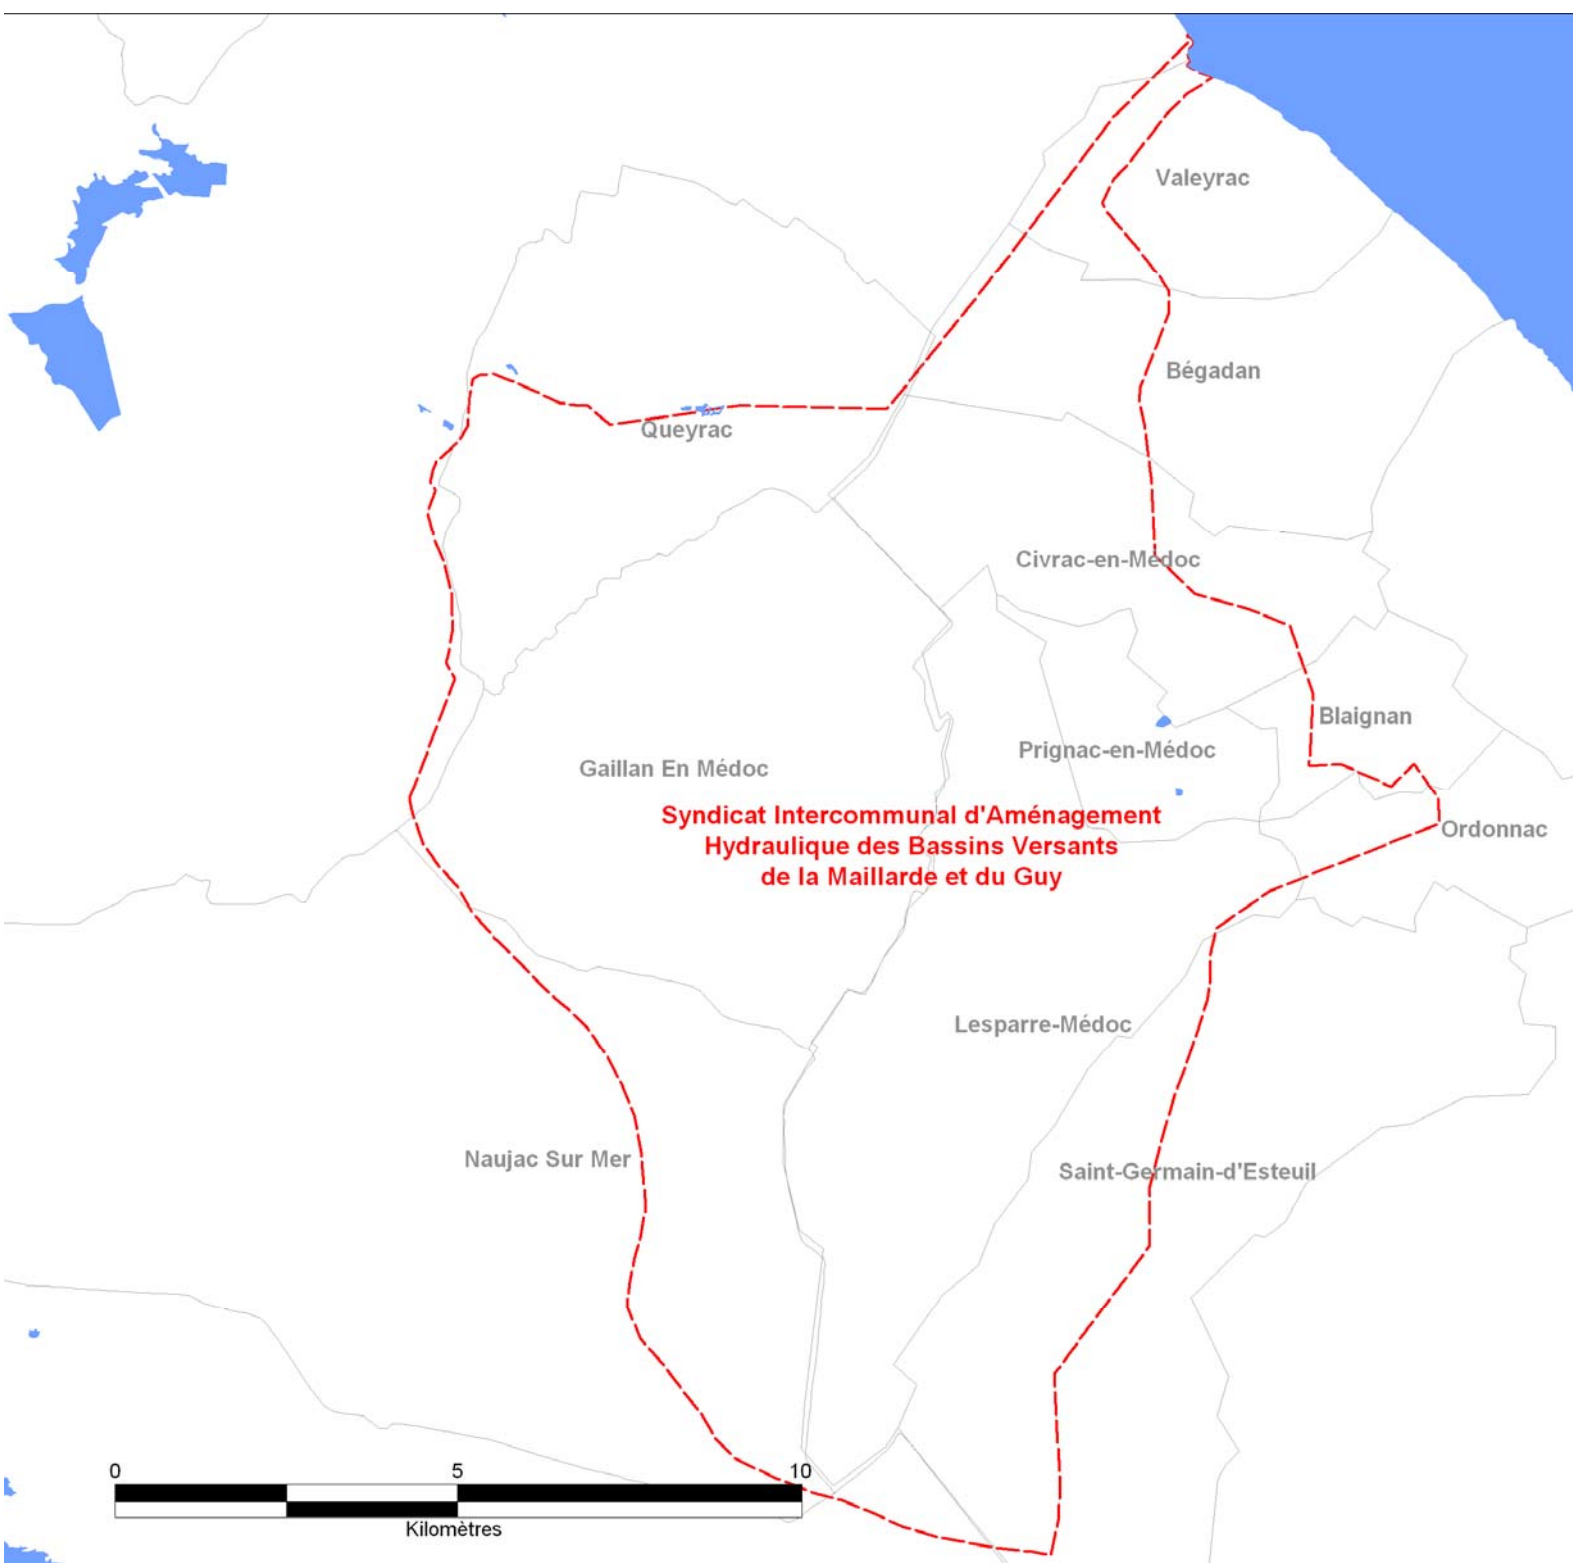 Valeyrac
Bégadan
Queyrac
Civrac-en-Médoc
Blaignan
Prignac-en-Médoc
Gaillan En Médoc
Syndicat Intercommunal d'Aménagement
Hydraulique des Bassins Versants
de la Maillarde et du Guy
Ordonnac
Lesparre-Médoc
Naujac Sur Mer
Saint-Germain-d'Esteuil
0 5 10
Kilomètres